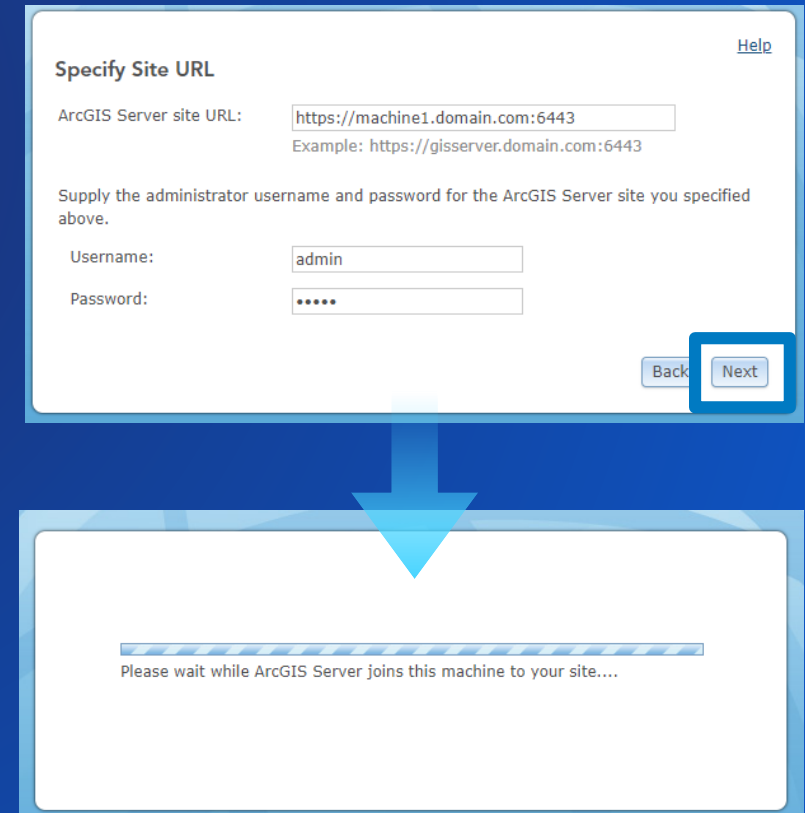 Help
Specify Site URL
ArcGIS Server site URL: https://machine1.domain.com:6443
Example: https://gisserver.domain.com:6443
Supply the administrator username and password for the ArcGIS Server site you specified
above.
Username: admin
Password: •••••
Back Next
Please wait while ArcGIS Server joins this machine to your site....